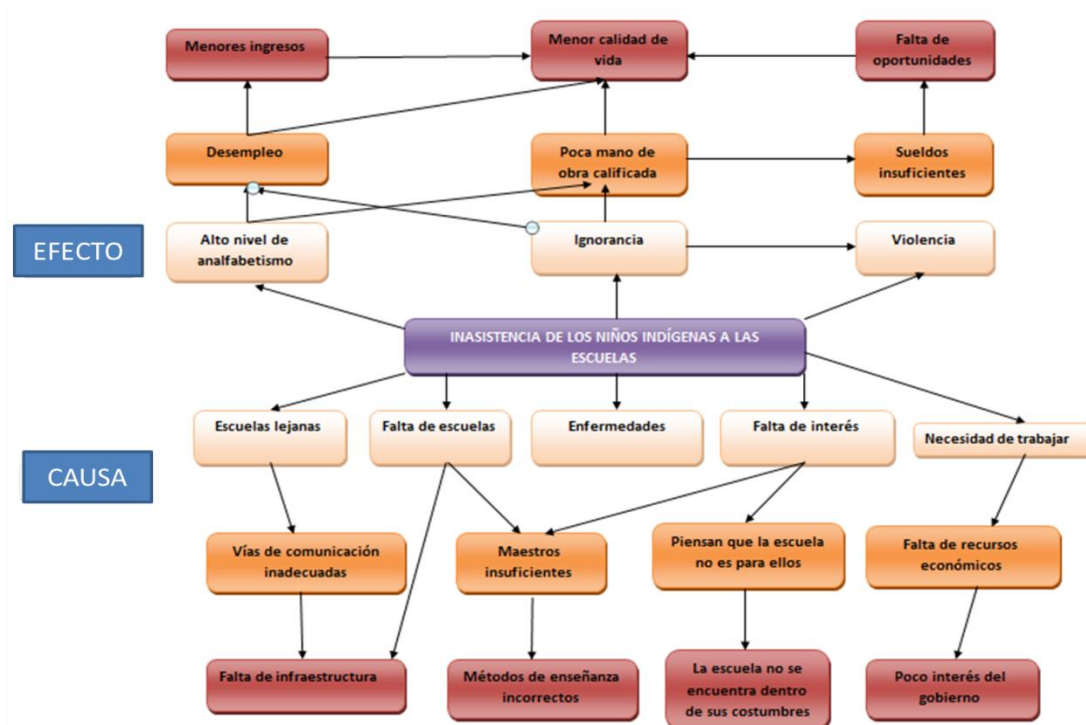 Menores ingresos
Menor calidad de
vida
Falta de
oportunidades
Desempleo
Poca mano de
obra calificada
Sueldos
insuficientes
EFECTO
Alto nivel de
analfabetismo
Ignorancia
Violencia
INASISTENCIA DE LOS NIÑOS INDÍGENAS A LAS
ESCUELAS
Escuelas lejanas
Falta de escuelas
Enfermedades
Falta de interés
Necesidad de trabajar
CAUSA
Vías de comunicación
inadecuadas
Maestros
insuficientes
Piensan que la escuela
no es para ellos
Falta de recursos
económicos
Falta de infraestructura
Métodos de enseñanza
incorrectos
La escuela no se
encuentra dentro
de sus costumbres
Poco interés del
gobierno